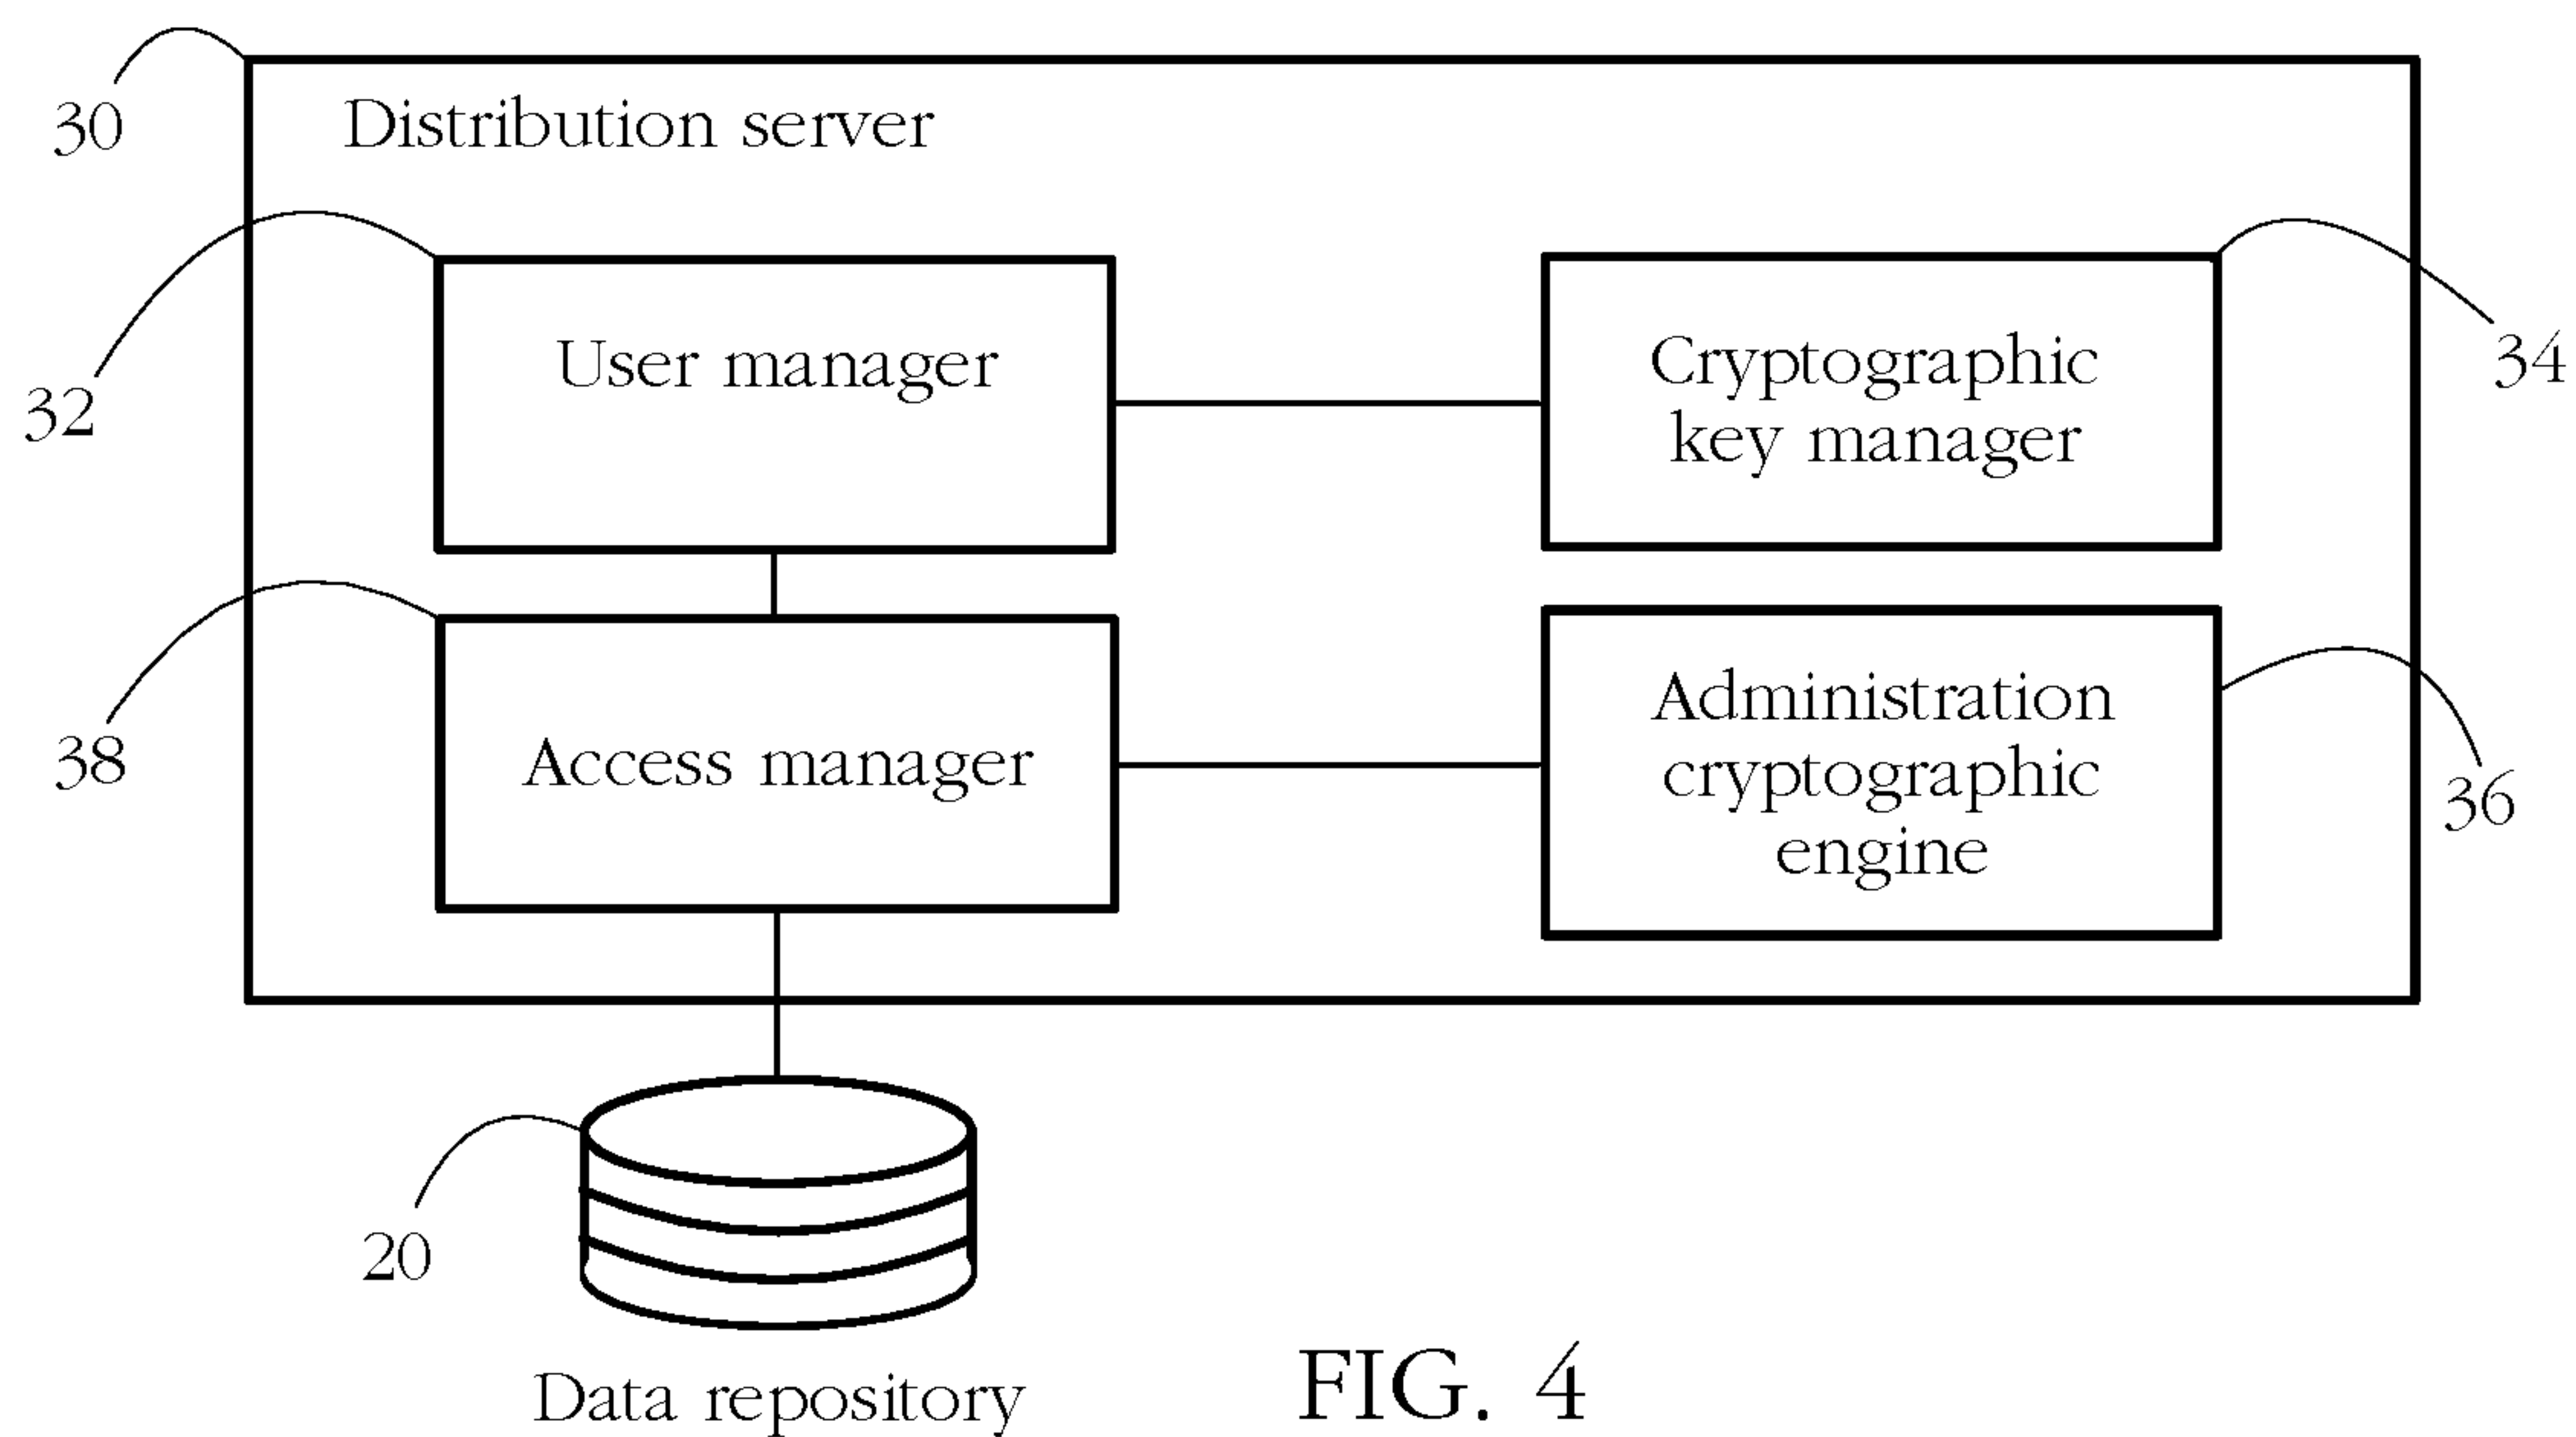 30
Distribution server
32
User manager
Cryptographic
key manager
34
38
Access manager
Administration
cryptographic
engine
36
20
Data repository
FIG. 4